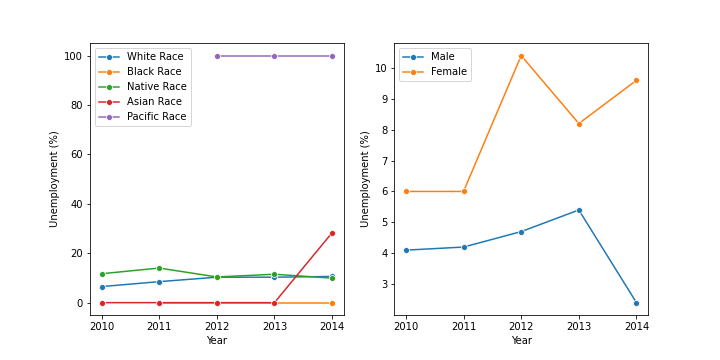 100
80
60
40
20
0
Unemployment (%)
White Race
Black Race
Native Race
Asian Race
Pacific Race
2010 2011 2012 2013 2014
Year
10
9
8
7
6
5
4
3
Unemployment (%)
Male
Female
2010 2011 2012 2013 2014
Year